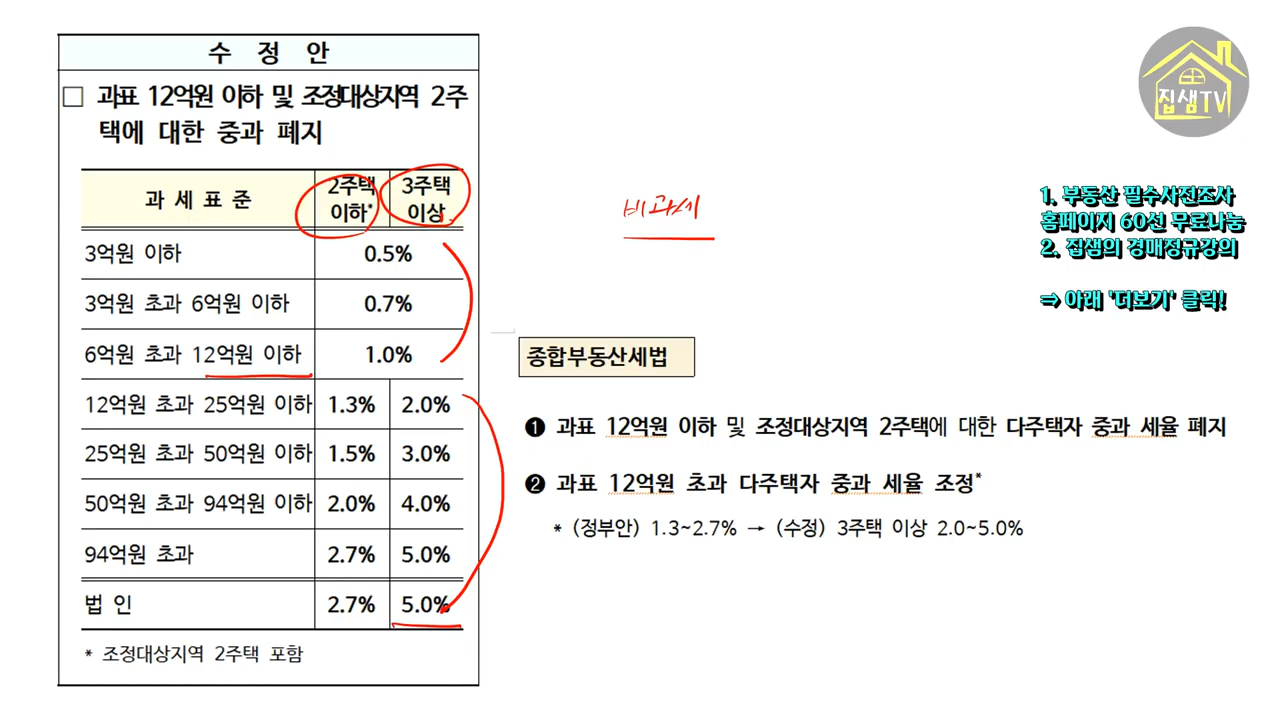 수 정 안
□ 과표 12억원 이하 및 조정대상지역 2주
택에 대한 중과 폐지
과 세 표 준 2주택 이하* 3주택 이상
3억원 이하 0.5%
3억원 초과 6억원 이하 0.7%
6억원 초과 12억원 이하 1.0%
12억원 초과 25억원 이하 1.3% 2.0%
25억원 초과 50억원 이하 1.5% 3.0%
50억원 초과 94억원 이하 2.0% 4.0%
94억원 초과 2.7% 5.0%
법 인 2.7% 5.0%
* 조정대상지역 2주택 포함
비과세
종합부동산세법
❶ 과표 12억원 이하 및 조정대상지역 2주택에 대한 다주택자 중과 세율 폐지
❷ 과표 12억원 초과 다주택자 중과 세율 조정*
* (정부안) 1.3~2.7% → (수정) 3주택 이상 2.0~5.0%
집샘TV
1. 부동산 필수사전조사
홈페이지 60선 무료나눔
2. 집샘의 경매정규강의
⇒ 아래 '더보기' 클릭!